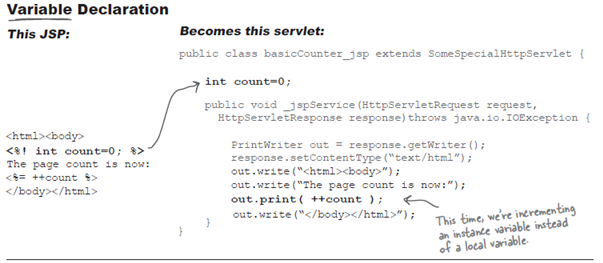 Variable Declaration
This JSP:
<html><body>
<%! int count=0; %>
The page count is now:
<%= ++count %>
</body></html>
Becomes this servlet:
public class basicCounter_jsp extends SomeSpecialHttpServlet {
int count=0;
public void _jspService(HttpServletRequest request,
HttpServletResponse response)throws java.io.IOException {
PrintWriter out = response.getWriter();
response.setContentType(“text/html”);
out.write(“<html><body>”);
out.write(“The page count is now:”);
out.print( ++count );
out.write(“</body></html>”);
}
}
This time, we're incrementing
an instance variable instead
of a local variable.